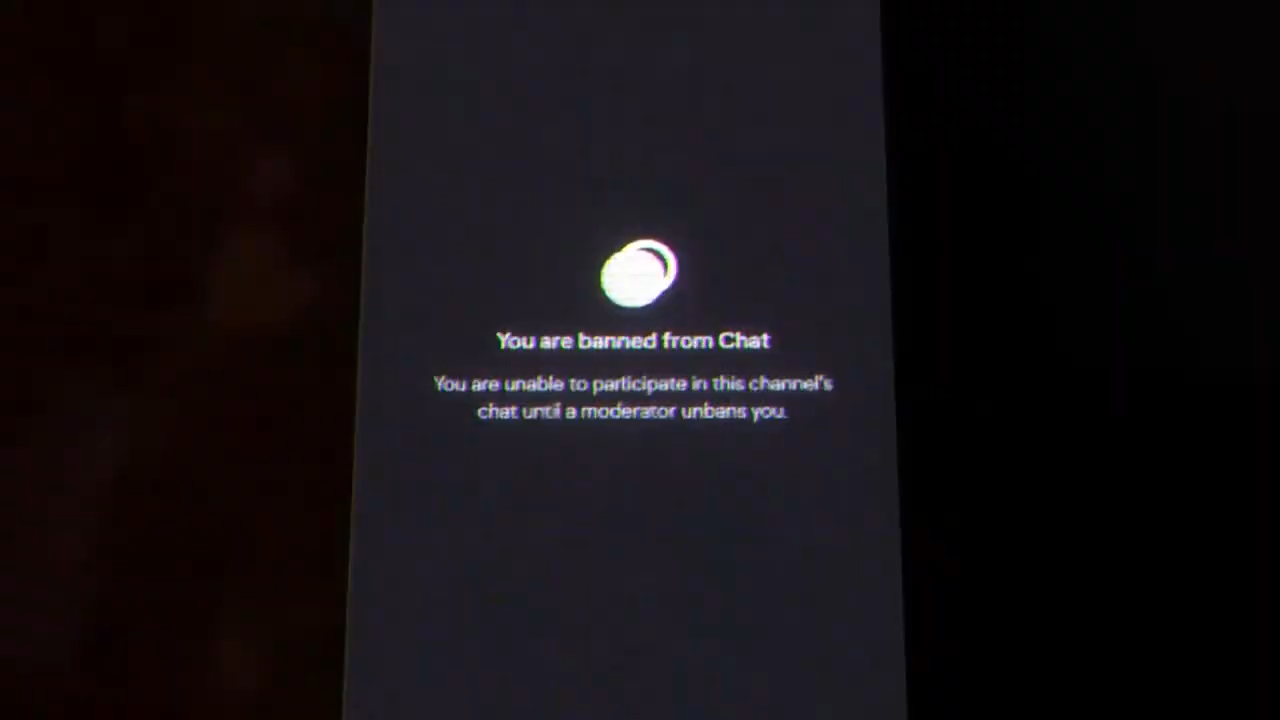 You are banned from Chat
You are unable to participate in this channel's
chat until a moderator unbans you.